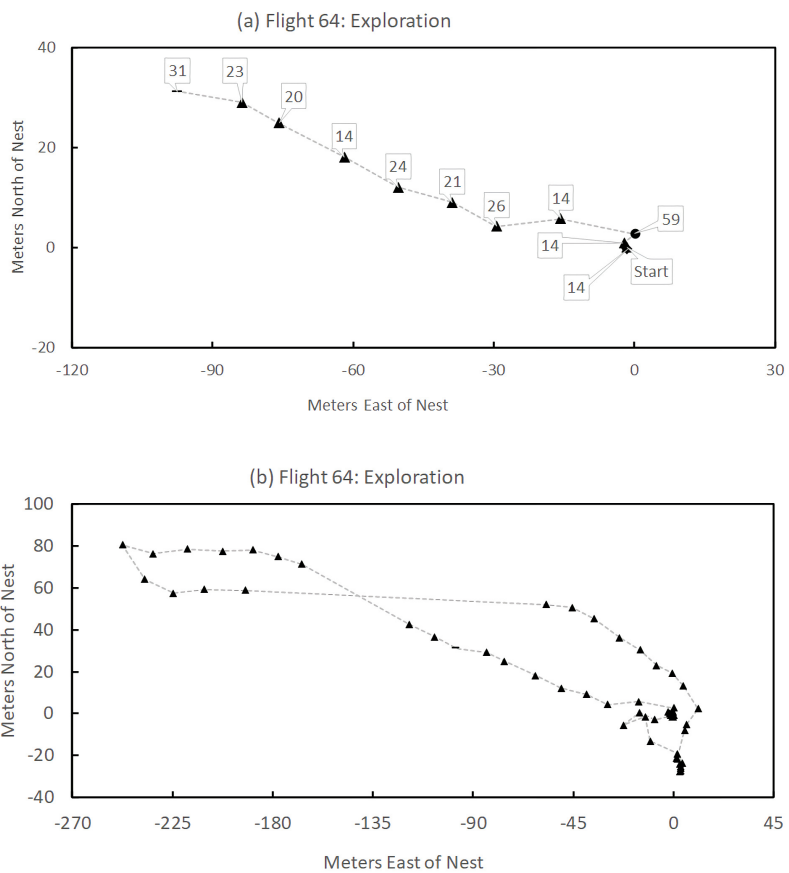 (a) Flight 64: Exploration
40
20
0
-20
Meters North of Nest
31
23
20
14
24
21
26
14
59
14
Start
14
-120 -90 -60 -30 0 30
Meters East of Nest
(b) Flight 64: Exploration
100
80
60
40
20
0
-20
-40
Meters North of Nest
-270 -225 -180 -135 -90 -45 0 45
Meters East of Nest